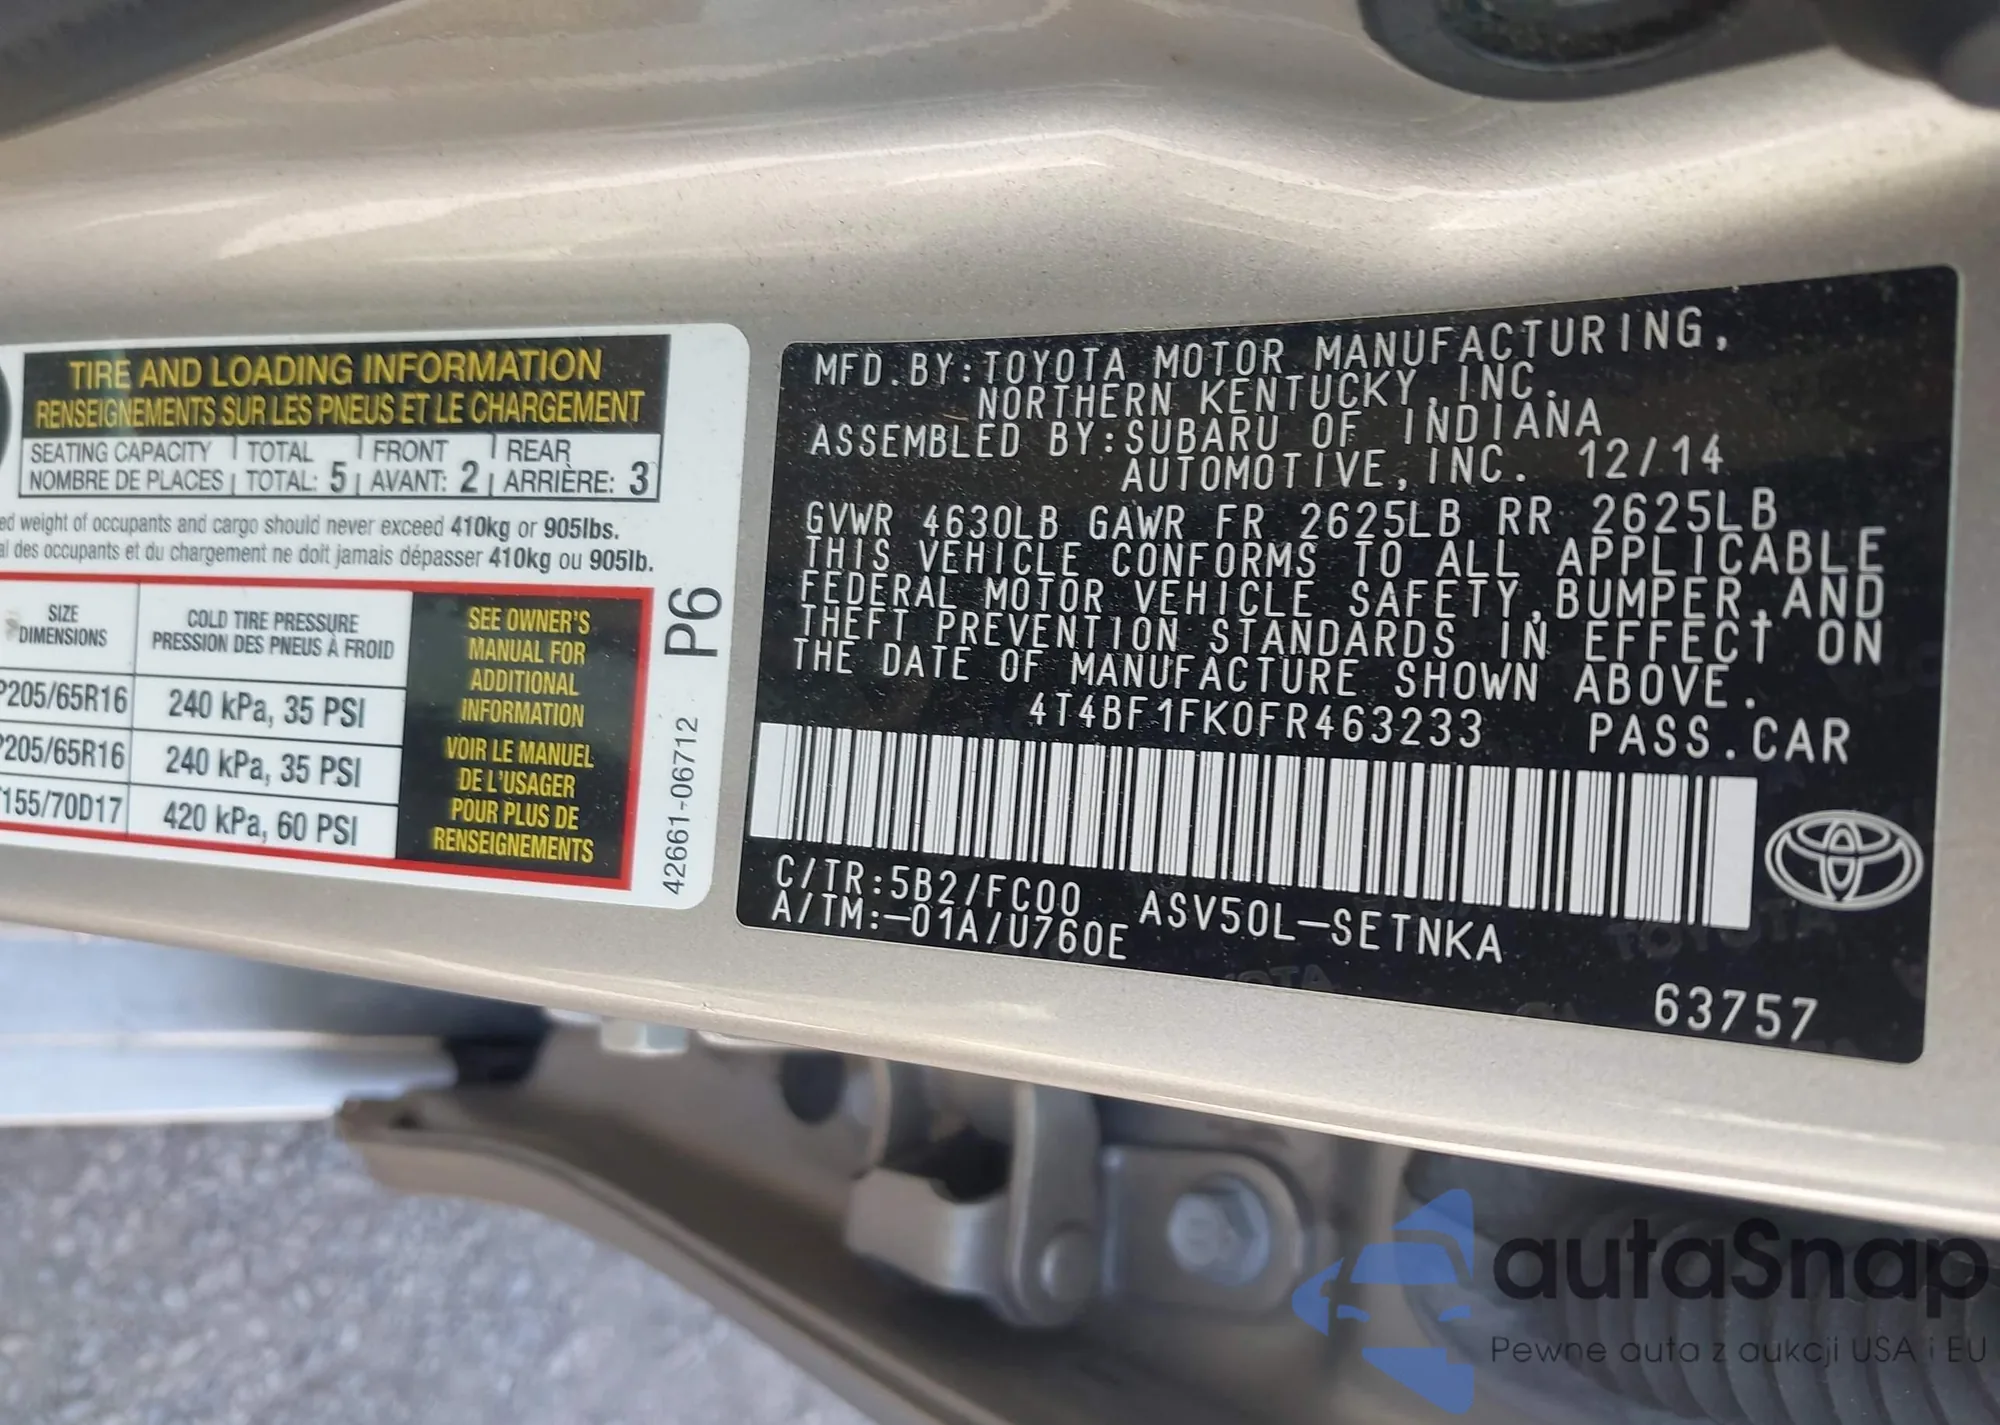 TIRE AND LOADING INFORMATION
RENSEIGNEMENTS SUR LES PNEUS ET LE CHARGEMENT
SEATING CAPACITY TOTAL FRONT REAR
NOMBRE DE PLACES TOTAL: 5 AVANT: 2 ARRIÈRE: 3
weight of occupants and cargo should never exceed 410kg or 905lbs.
des occupants et du chargement ne doit jamais dépasser 410kg ou 905lb.
SIZE
DIMENSIONS
COLD TIRE PRESSURE
PRESSION DES PNEUS À FROID
P205/65R16 240 kPa, 35 PSI
P205/65R16 240 kPa, 35 PSI
T155/70D17 420 kPa, 60 PSI
SEE OWNER'S
MANUAL FOR
ADDITIONAL
INFORMATION
VOIR LE MANUEL
DE L'USAGER
POUR PLUS DE
RENSEIGNEMENTS
P6
42661-06712
MFD.BY:TOYOTA MOTOR MANUFACTURING,
NORTHERN KENTUCKY,INC.
ASSEMBLED BY:SUBARU OF INDIANA
AUTOMOTIVE,INC. 12/14
GVWR 4630LB GAWR FR 2625LB RR 2625LB
THIS VEHICLE CONFORMS TO ALL APPLICABLE
FEDERAL MOTOR VEHICLE SAFETY,BUMPER,AND
THEFT PREVENTION STANDARDS IN EFFECT ON
THE DATE OF MANUFACTURE SHOWN ABOVE.
4T4BF1FK0FR463233 PASS.CAR
C/TR:5B2/FC00
A/TM:-01A/U760E
ASV50L-SETNKA
63757
autaSnap
Pewne auta z aukcji USA i EU